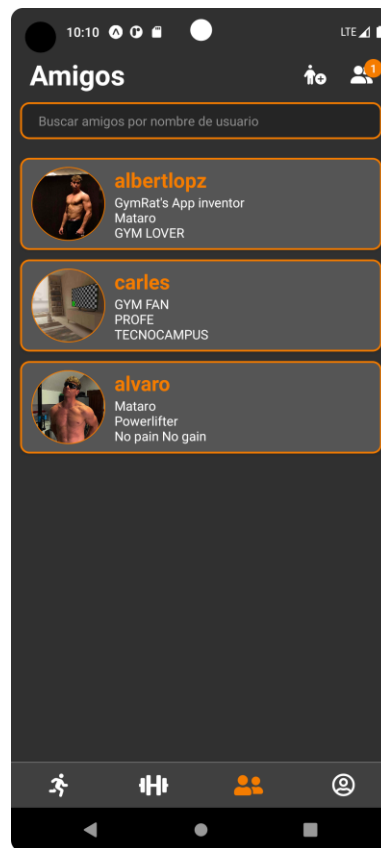 10:10
LTE
Amigos
1
Buscar amigos por nombre de usuario
albertlopz
GymRat's App inventor
Mataro
GYM LOVER
carles
GYM FAN
PROFE
TECNOCAMPUS
alvaro
Mataro
Powerlifter
No pain No gain